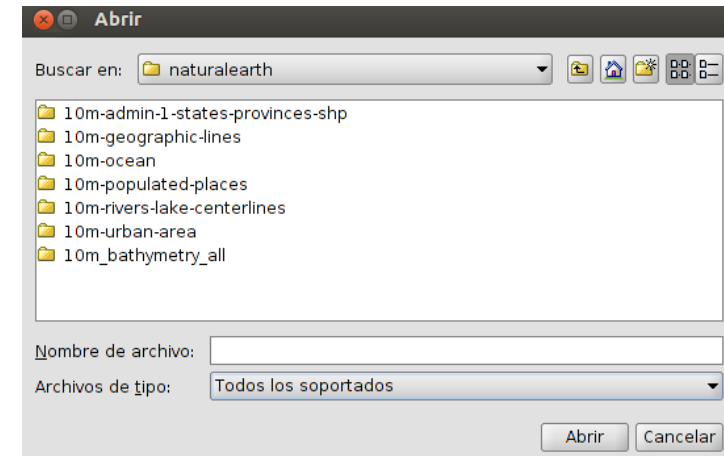 Abrir
Buscar en: naturalearth
10m-admin-1-states-provinces-shp
10m-geographic-lines
10m-ocean
10m-populated-places
10m-rivers-lake-centerlines
10m-urban-area
10m_bathymetry_all
Nombre de archivo:
Archivos de tipo: Todos los soportados
Abrir Cancelar